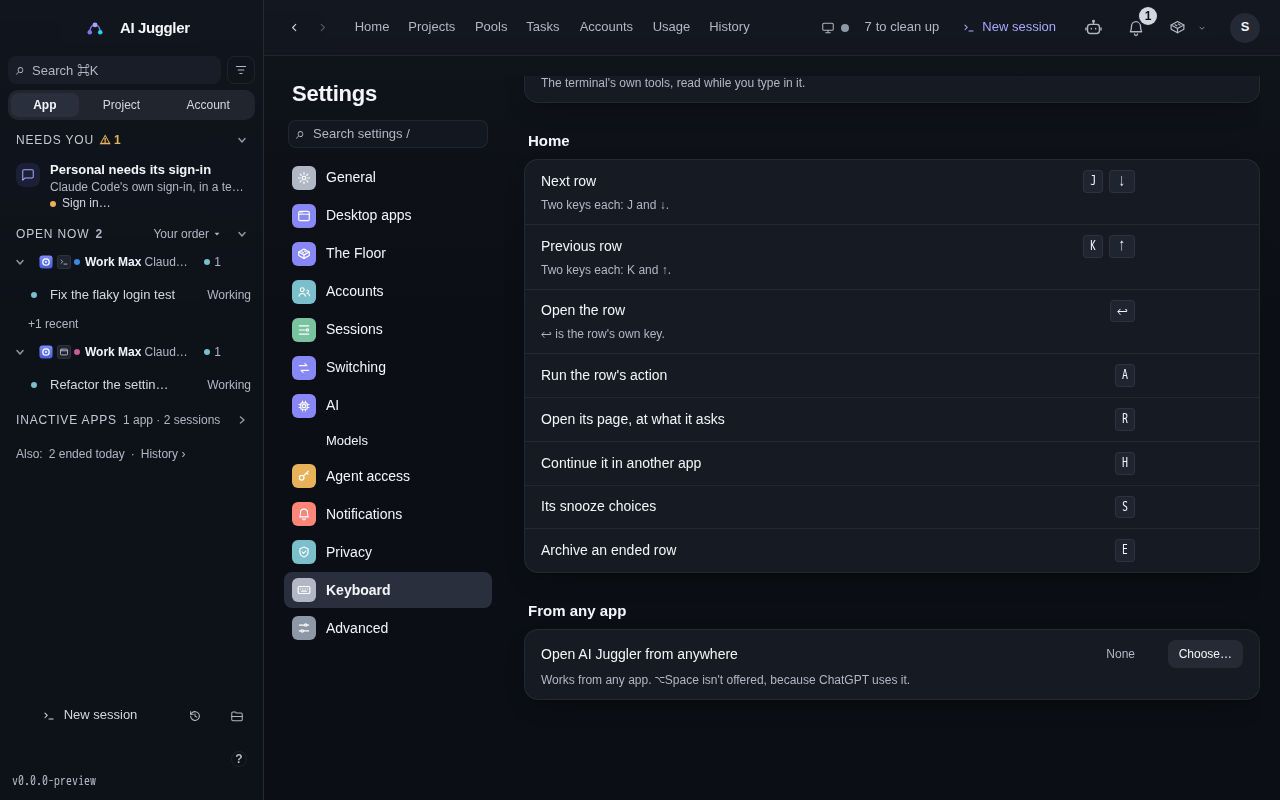 AI Juggler
Search ⌘K
App Project Account
NEEDS YOU 1
Personal needs its sign-in
Claude Code's own sign-in, in a te…
Sign in…
OPEN NOW 2 Your order
Work Max Claud… 1
Fix the flaky login test Working
+1 recent
Work Max Claud… 1
Refactor the settin… Working
INACTIVE APPS 1 app · 2 sessions
Also: 2 ended today · History ›
New session
?
v0.0.0-preview
Home Projects Pools Tasks Accounts Usage History
7 to clean up
New session
1
S
Settings
Search settings /
General
Desktop apps
The Floor
Accounts
Sessions
Switching
AI
Models
Agent access
Notifications
Privacy
Keyboard
Advanced
The terminal's own tools, read while you type in it.
Home
Next row J ↓
Two keys each: J and ↓.
Previous row K ↑
Two keys each: K and ↑.
Open the row ↩
↩ is the row's own key.
Run the row's action A
Open its page, at what it asks R
Continue it in another app H
Its snooze choices S
Archive an ended row E
From any app
Open AI Juggler from anywhere None Choose…
Works from any app. ⌥Space isn't offered, because ChatGPT uses it.